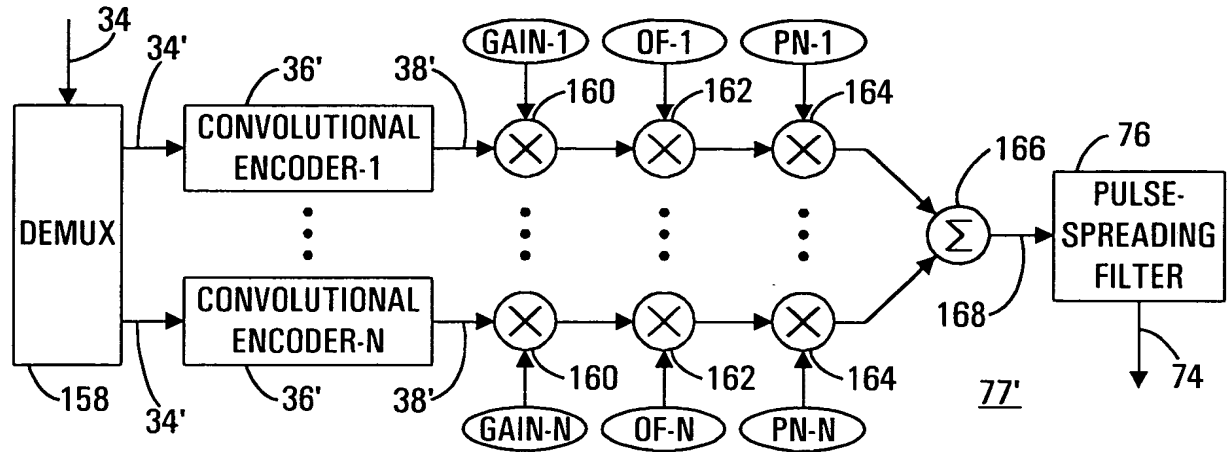 34
34'
36'
38'
GAIN-1
OF-1
PN-1
160
162
164
CONVOLUTIONAL
ENCODER-1
DEMUX
166
Σ
76
PULSE-
SPREADING
FILTER
168
CONVOLUTIONAL
ENCODER-N
158
34'
36'
38'
160
162
164
GAIN-N
OF-N
PN-N
77'
74